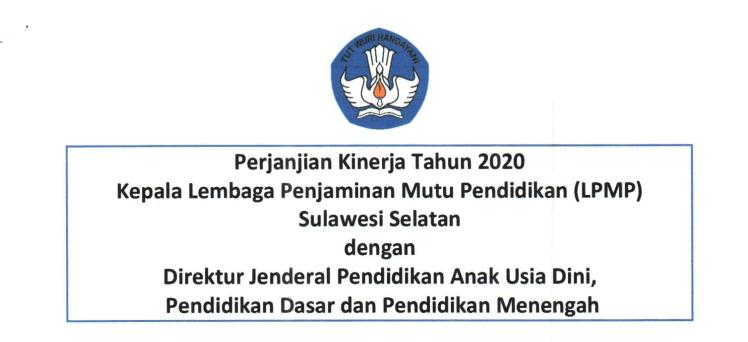 TUT WURI HANDAYANI
Perjanjian Kinerja Tahun 2020
Kepala Lembaga Penjaminan Mutu Pendidikan (LPMP)
Sulawesi Selatan
dengan
Direktur Jenderal Pendidikan Anak Usia Dini,
Pendidikan Dasar dan Pendidikan Menengah